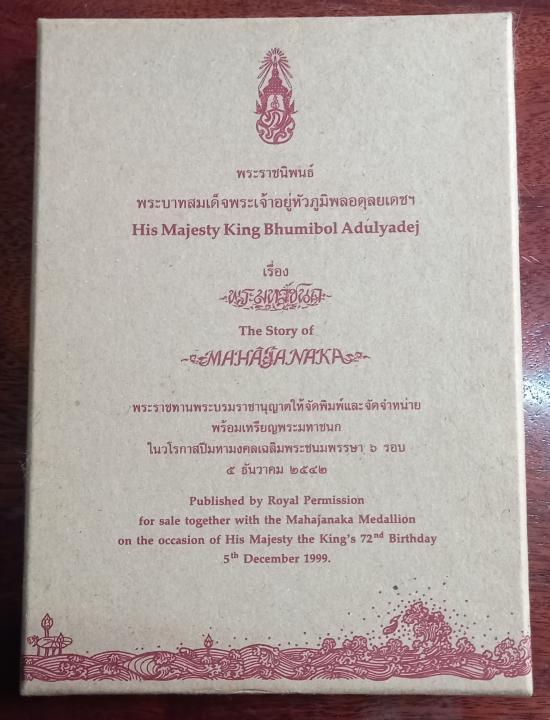 พระราชนิพนธ์
พระบาทสมเด็จพระเจ้าอยู่หัวภูมิพลอดุลยเดชฯ
His Majesty King Bhumibol Adulyadej
เรื่อง
พระมหาชนก
The Story of
MAHAJANAKA
พระราชทานพระบรมราชานุญาตให้จัดพิมพ์และจัดจำหน่าย
พร้อมเหรียญพระมหาชนก
ในวโรกาสปีมหามงคลเฉลิมพระชนมพรรษา ๖ รอบ
๕ ธันวาคม ๒๕๔๒
Published by Royal Permission
for sale together with the Mahajanaka Medallion
on the occasion of His Majesty the King's 72nd Birthday
5th December 1999.